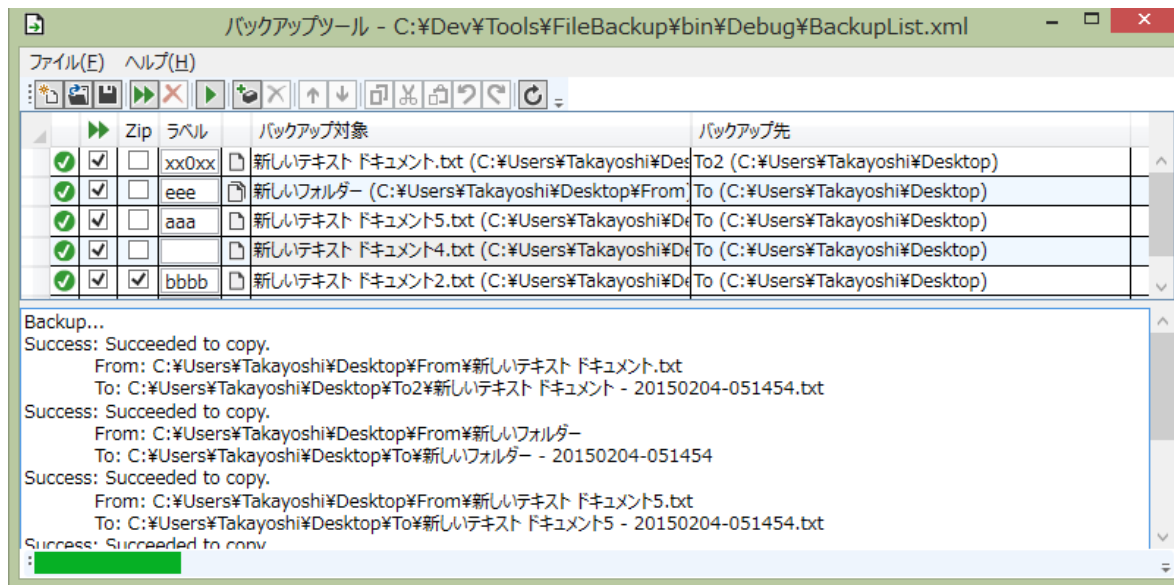 バックアップツール - C:¥Dev¥Tools¥FileBackup¥bin¥Debug¥BackupList.xml
ファイル(F) ヘルプ(H)
Zip ラベル バックアップ対象 バックアップ先
xx0xx 新しいテキスト ドキュメント.txt (C:¥Users¥Takayoshi¥Des To2 (C:¥Users¥Takayoshi¥Desktop)
eee 新しいフォルダー (C:¥Users¥Takayoshi¥Desktop¥From) To (C:¥Users¥Takayoshi¥Desktop)
aaa 新しいテキスト ドキュメント5.txt (C:¥Users¥Takayoshi¥De To (C:¥Users¥Takayoshi¥Desktop)
新しいテキスト ドキュメント4.txt (C:¥Users¥Takayoshi¥De To (C:¥Users¥Takayoshi¥Desktop)
bbbb 新しいテキスト ドキュメント2.txt (C:¥Users¥Takayoshi¥De To (C:¥Users¥Takayoshi¥Desktop)
Backup...
Success: Succeeded to copy.
From: C:¥Users¥Takayoshi¥Desktop¥From¥新しいテキスト ドキュメント.txt
To: C:¥Users¥Takayoshi¥Desktop¥To2¥新しいテキスト ドキュメント - 20150204-051454.txt
Success: Succeeded to copy.
From: C:¥Users¥Takayoshi¥Desktop¥From¥新しいフォルダー
To: C:¥Users¥Takayoshi¥Desktop¥To¥新しいフォルダー - 20150204-051454
Success: Succeeded to copy.
From: C:¥Users¥Takayoshi¥Desktop¥From¥新しいテキスト ドキュメント5.txt
To: C:¥Users¥Takayoshi¥Desktop¥To¥新しいテキスト ドキュメント5 - 20150204-051454.txt
Success: Succeeded to copy